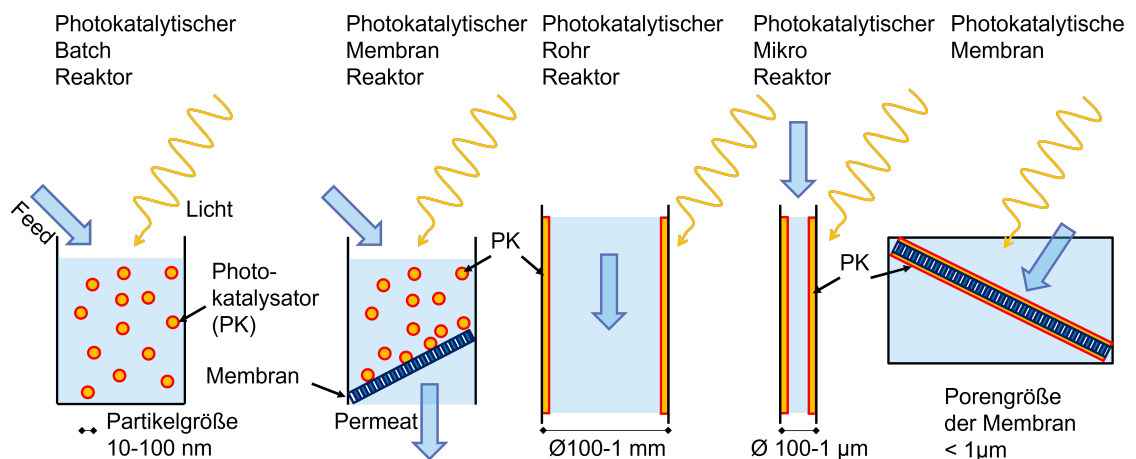 Photokatalytischer
Batch
Reaktor
Photokatalytischer
Membran
Reaktor
Photokatalytischer
Rohr
Reaktor
Photokatalytischer
Mikro
Reaktor
Photokatalytische
Membran
Feed
Licht
Photo-
katalysator
(PK)
Membran
Partikelgröße
10-100 nm
Permeat
PK
Ø100-1 mm
PK
Ø 100-1 µm
Porengröße
der Membran
< 1µm